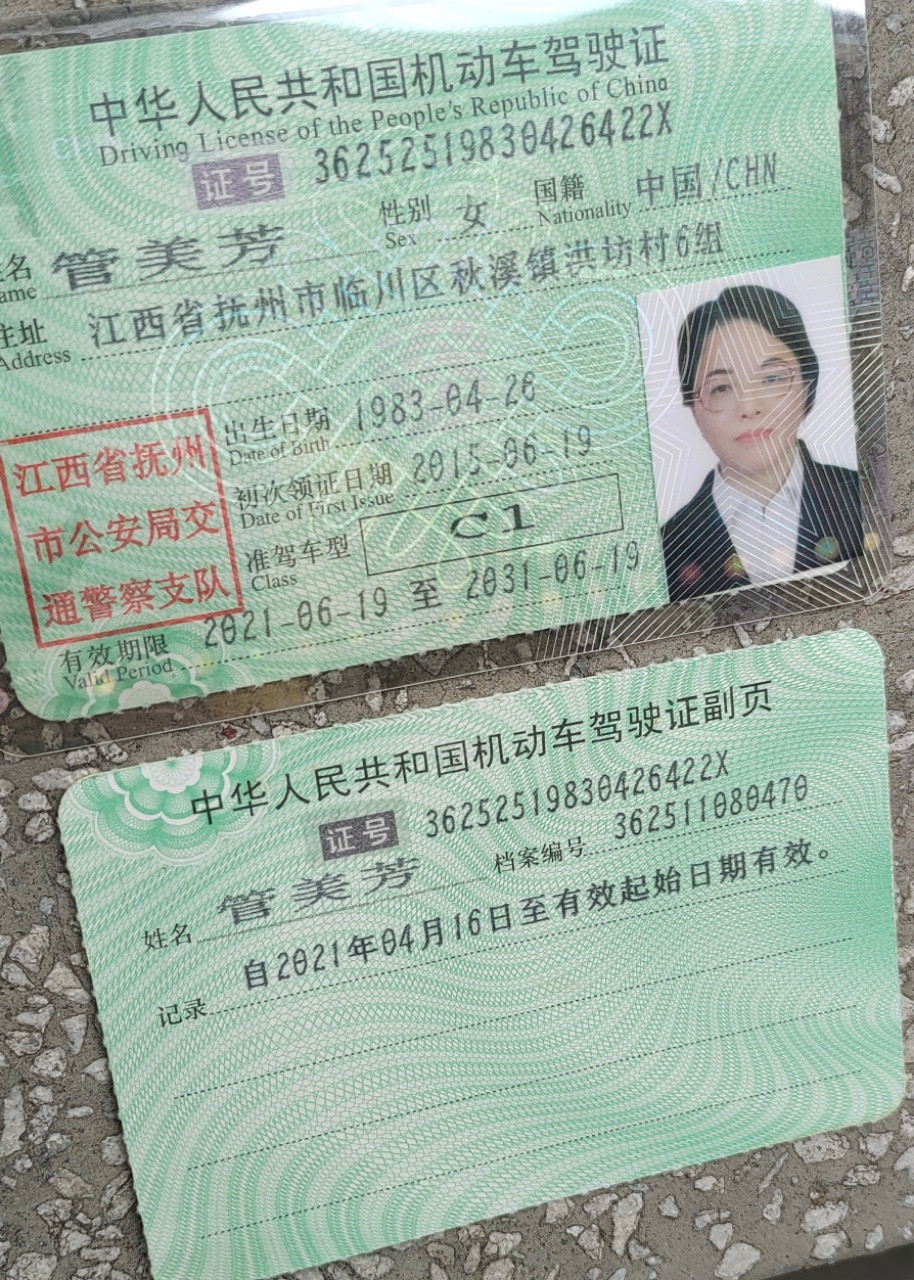 中华人民共和国机动车驾驶证
Driving License of the People's Republic of China
证号 36252519830426422X
姓名 管美芳 性别 女 国籍 中国/CHN
Name Sex Nationality
住址 江西省抚州市临川区秋溪镇洪坊村6组
Address
出生日期 1983-04-26
Date of Birth
初次领证日期 2015-06-19
Date of First Issue
准驾车型 C1
Class
江西省抚州
市公安局交
通警察支队
有效期限 2021-06-19 至 2031-06-19
Valid Period
中华人民共和国机动车驾驶证副页
证号 36252519830426422X
姓名 管美芳 档案编号 362511080470
记录 自2021年04月16日至有效起始日期有效。